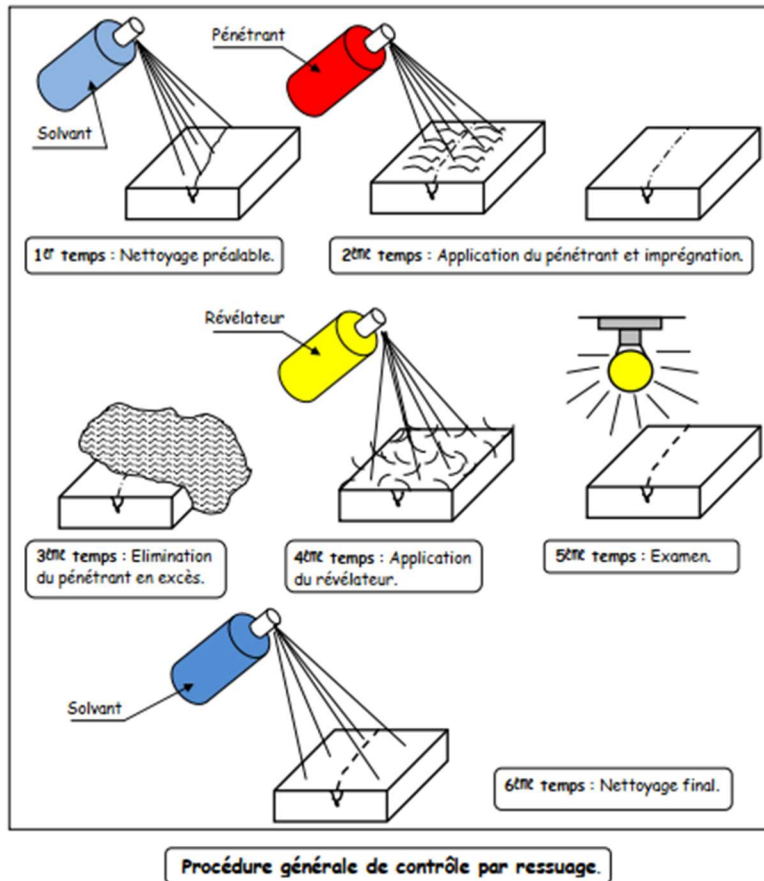 Pénétrant
Solvant
1er temps : Nettoyage préalable.
2ème temps : Application du pénétrant et imprégnation.
Révélateur
3ème temps : Elimination
du pénétrant en excès.
4ème temps : Application
du révélateur.
5ème temps : Examen.
Solvant
6ème temps : Nettoyage final.
Procédure générale de contrôle par ressuage.